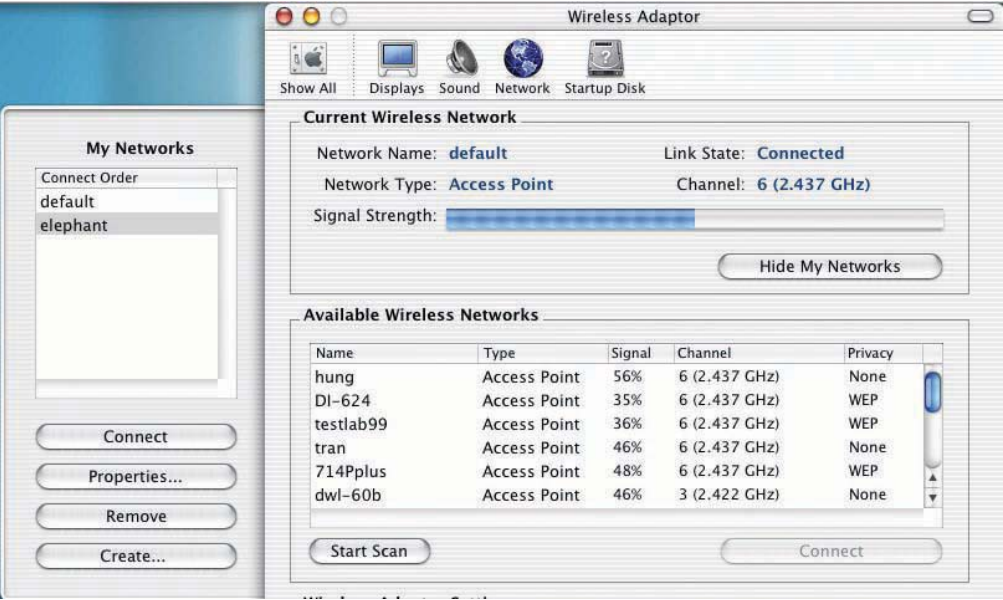 Wireless Adaptor
Show All Displays Sound Network Startup Disk
My Networks
Connect Order
default
elephant
Connect
Properties...
Remove
Create...
Current Wireless Network
Network Name: default Link State: Connected
Network Type: Access Point Channel: 6 (2.437 GHz)
Signal Strength:
Hide My Networks
Available Wireless Networks
Name Type Signal Channel Privacy
hung Access Point 56% 6 (2.437 GHz) None
DI-624 Access Point 35% 6 (2.437 GHz) WEP
testlab99 Access Point 36% 6 (2.437 GHz) WEP
tran Access Point 46% 6 (2.437 GHz) None
714Pplus Access Point 48% 6 (2.437 GHz) WEP
dwl-60b Access Point 46% 3 (2.422 GHz) None
Start Scan Connect